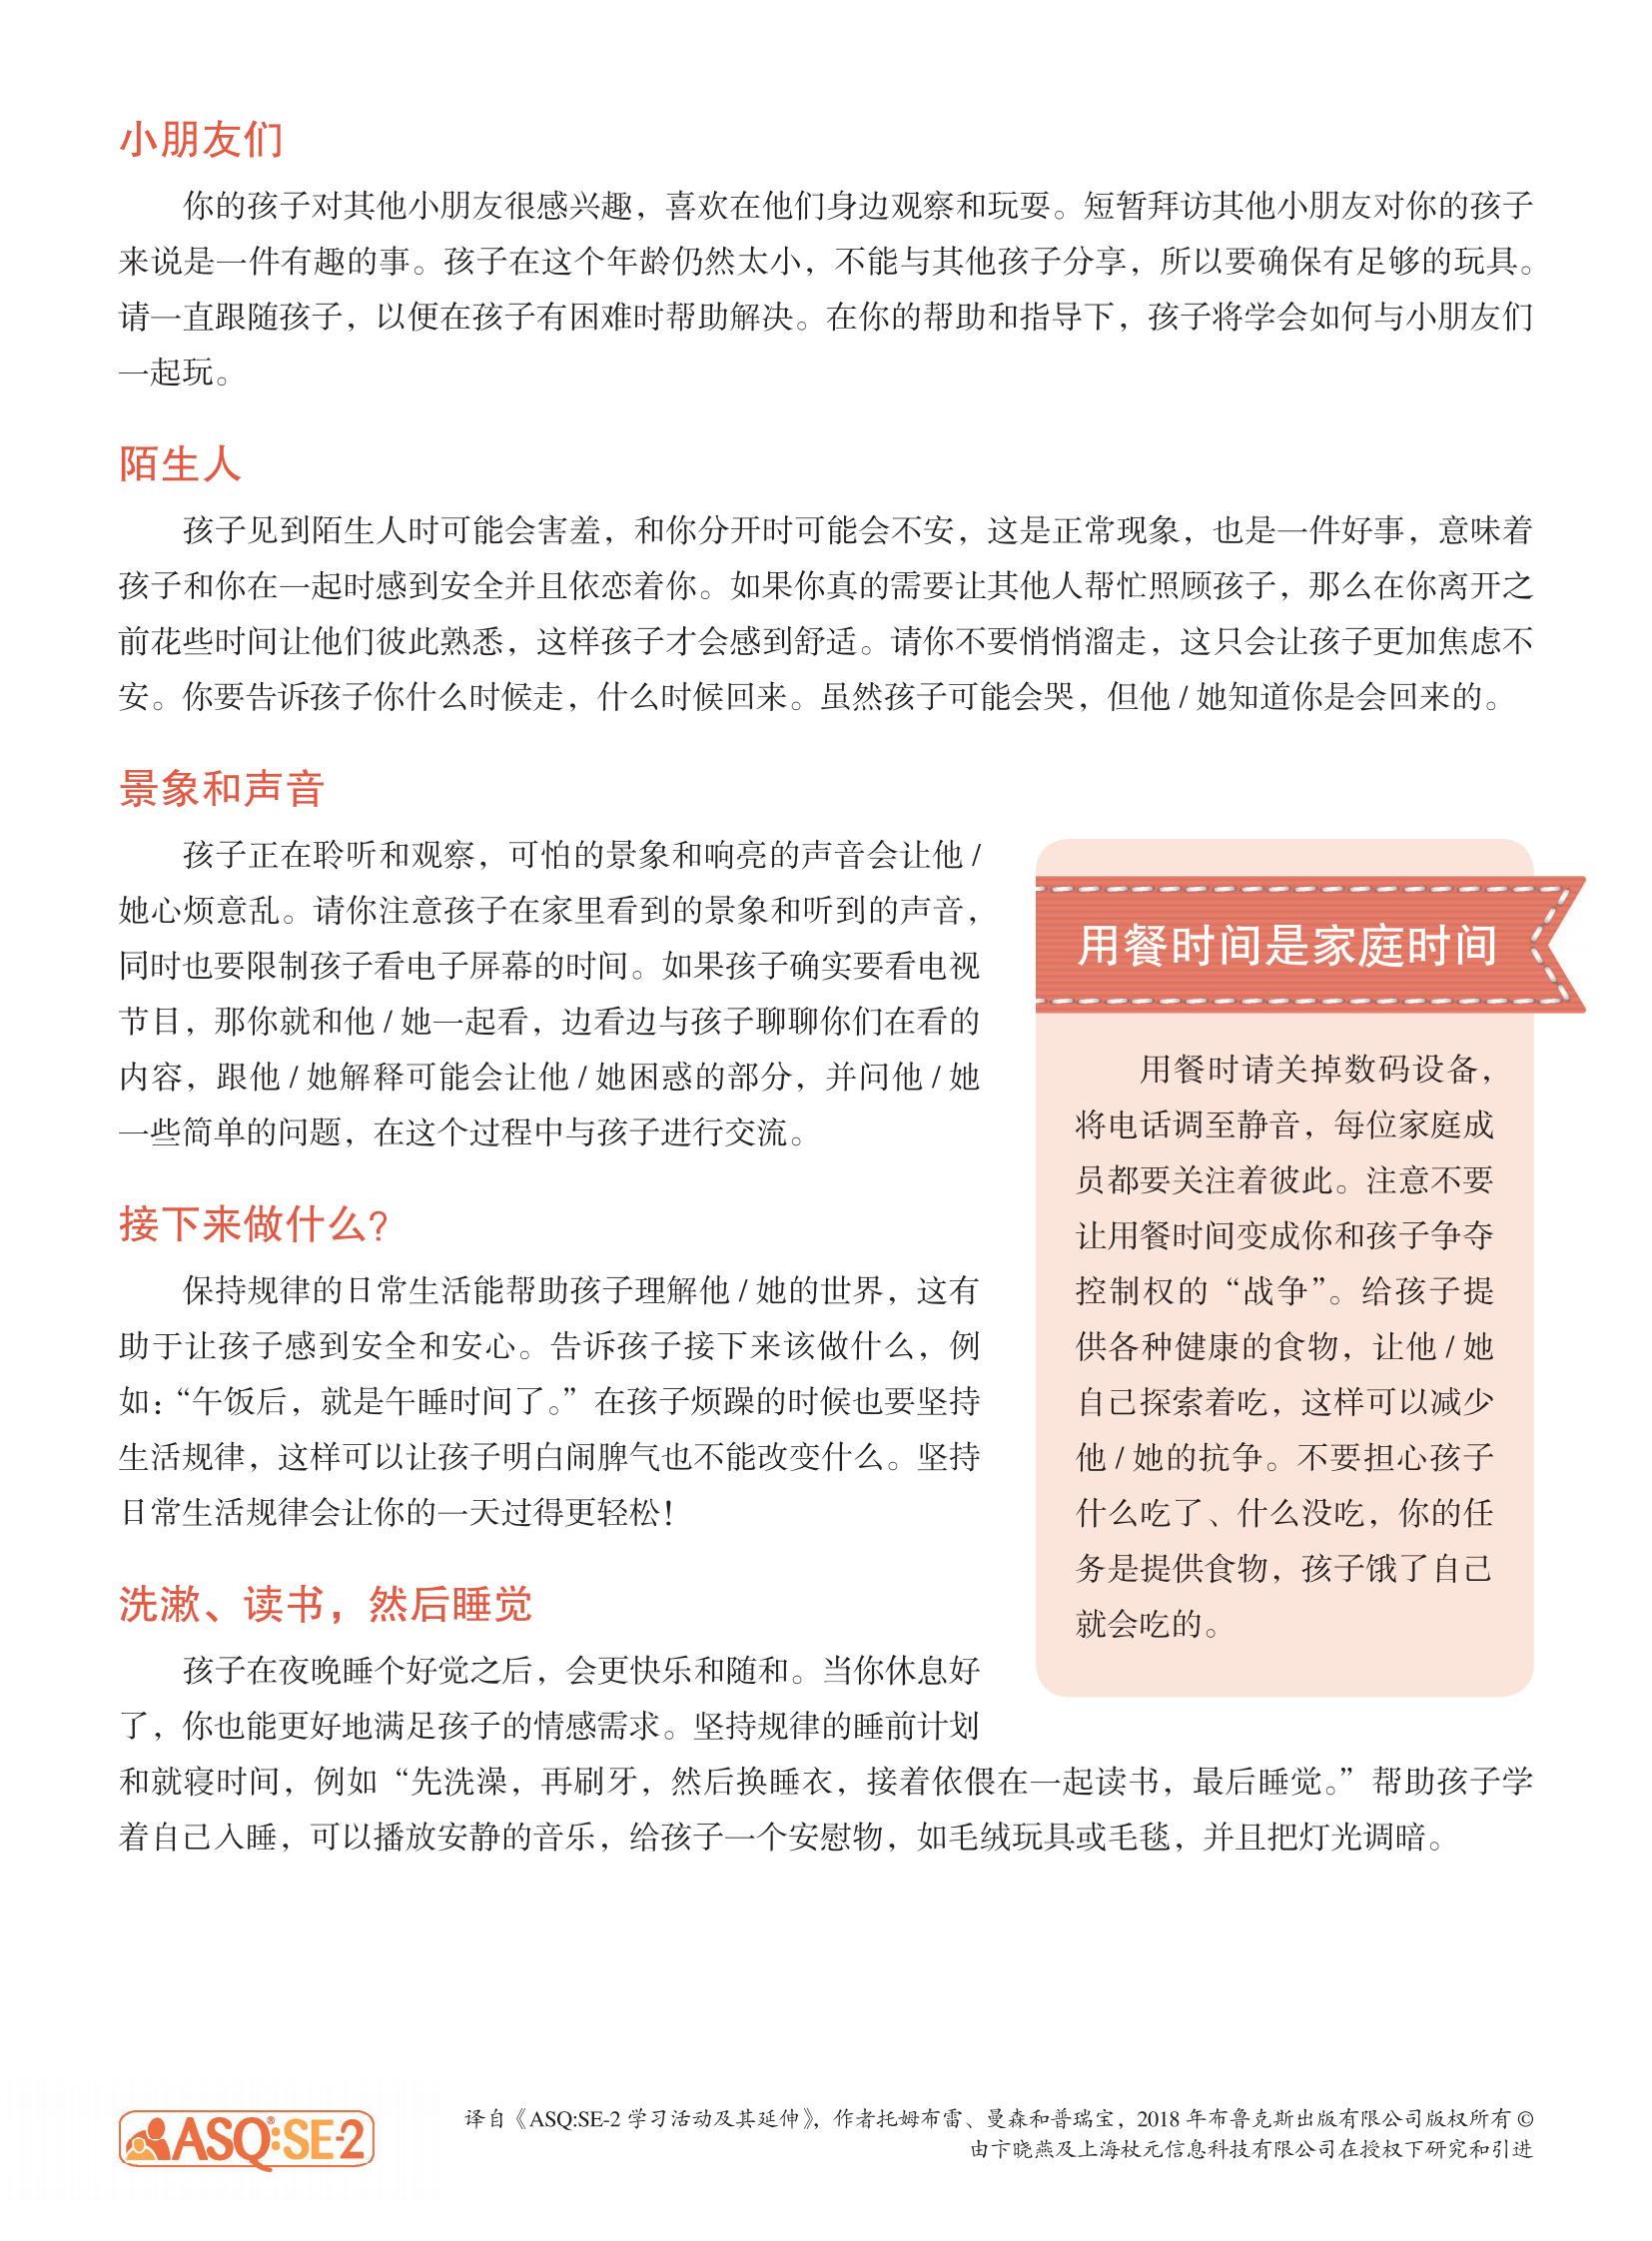 小朋友们
你的孩子对其他小朋友很感兴趣，喜欢在他们身边观察和玩耍。短暂拜访其他小朋友对你的孩子
来说是一件有趣的事。孩子在这个年龄仍然太小，不能与其他孩子分享，所以要确保有足够的玩具。
请一直跟随孩子，以便在孩子有困难时帮助解决。在你的帮助和指导下，孩子将学会如何与小朋友们
一起玩。
陌生人
孩子见到陌生人时可能会害羞，和你分开时可能会不安，这是正常现象，也是一件好事，意味着
孩子和你在一起时感到安全并且依恋着你。如果你真的需要让其他人帮忙照顾孩子，那么在你离开之
前花些时间让他们彼此熟悉，这样孩子才会感到舒适。请你不要悄悄溜走，这只会让孩子更加焦虑不
安。你要告诉孩子你什么时候走，什么时候回来。虽然孩子可能会哭，但他 / 她知道你是会回来的。
景象和声音
孩子正在聆听和观察，可怕的景象和响亮的声音会让他 /
她心烦意乱。请你注意孩子在家里看到的景象和听到的声音，
同时也要限制孩子看电子屏幕的时间。如果孩子确实要看电视
节目，那你就和他 / 她一起看，边看边与孩子聊聊你们在看的
内容，跟他 / 她解释可能会让他 / 她困惑的部分，并问他 / 她
一些简单的问题，在这个过程中与孩子进行交流。
接下来做什么？
保持规律的日常生活能帮助孩子理解他 / 她的世界，这有
助于让孩子感到安全和安心。告诉孩子接下来该做什么，例
如：“午饭后，就是午睡时间了。”在孩子烦躁的时候也要坚持
生活规律，这样可以让孩子明白闹脾气也不能改变什么。坚持
日常生活规律会让你的一天过得更轻松！
洗漱、读书，然后睡觉
孩子在夜晚睡个好觉之后，会更快乐和随和。当你休息好
了，你也能更好地满足孩子的情感需求。坚持规律的睡前计划
和就寝时间，例如“先洗澡，再刷牙，然后换睡衣，接着依偎在一起读书，最后睡觉。”帮助孩子学
着自己入睡，可以播放安静的音乐，给孩子一个安慰物，如毛绒玩具或毛毯，并且把灯光调暗。
用餐时间是家庭时间
用餐时请关掉数码设备，
将电话调至静音，每位家庭成
员都要关注着彼此。注意不要
让用餐时间变成你和孩子争夺
控制权的“战争”。给孩子提
供各种健康的食物，让他 / 她
自己探索着吃，这样可以减少
他 / 她的抗争。不要担心孩子
什么吃了、什么没吃，你的任
务是提供食物，孩子饿了自己
就会吃的。
ASQ:SE-2
译自《ASQ:SE-2 学习活动及其延伸》，作者托姆布雷、曼森和普瑞宝，2018 年布鲁克斯出版有限公司版权所有 ©
由卞晓燕及上海杖元信息科技有限公司在授权下研究和引进